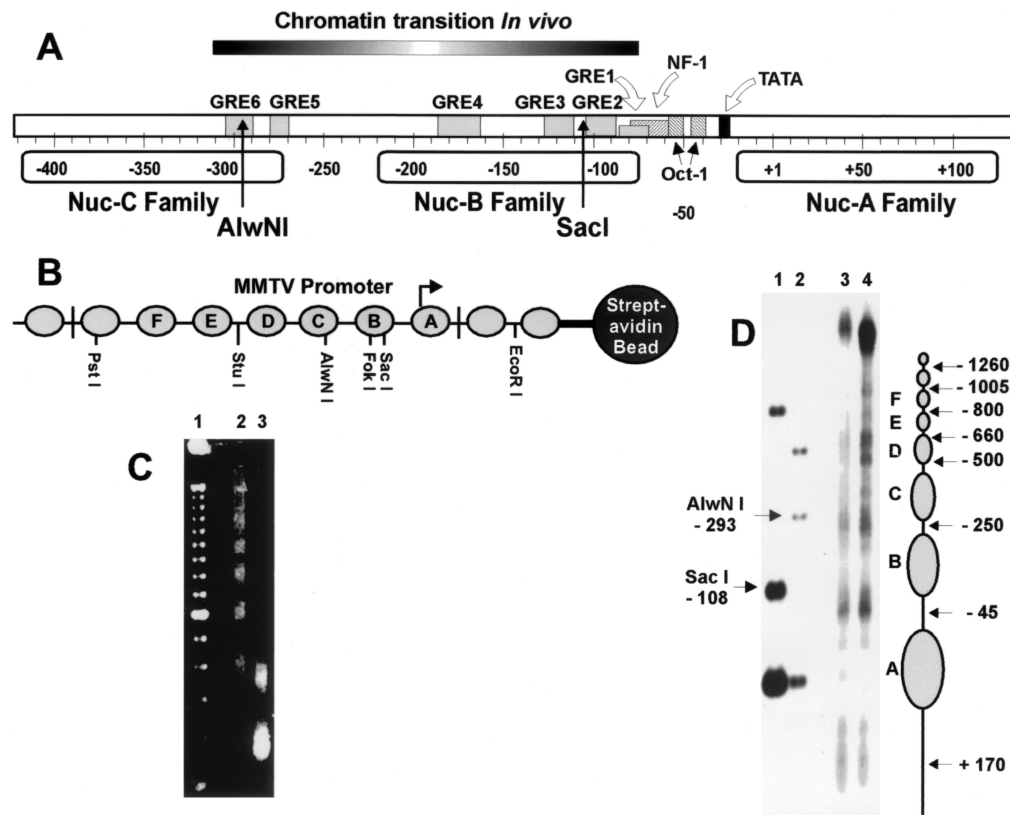 Chromatin transition In vivo
A
GRE1
NF-1
TATA
GRE6 GRE5 GRE4 GRE3 GRE2
-400 -300 -250 -200 -100 Oct-1 +1 +50 +100
Nuc-C Family Nuc-B Family -50 Nuc-A Family
AlwNI SacI
B
MMTV Promoter
F E D C B A
Strept-
avidin
Bead
Pst I
Stu I
AlwN I
Fok I
Sac I
EcoR I
C
1 2 3
D
1 2 3 4
AlwN I
- 293
Sac I
- 108
F
E
D
C
B
A
- 1260
- 1005
- 800
- 660
- 500
- 250
- 45
+ 170